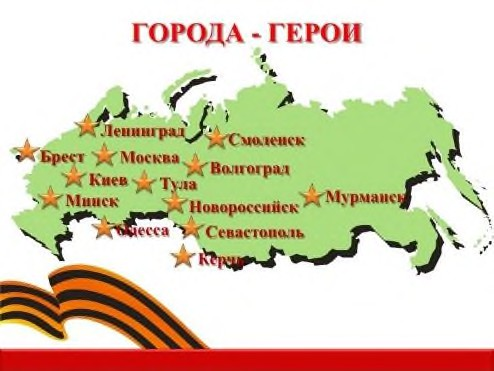 ГОРОДА - ГЕРОИ
Ленинград
Смоленск
Брест
Москва
Волгоград
Киев
Тула
Мурманск
Минск
Новороссийск
Одесса
Севастополь
Керчь